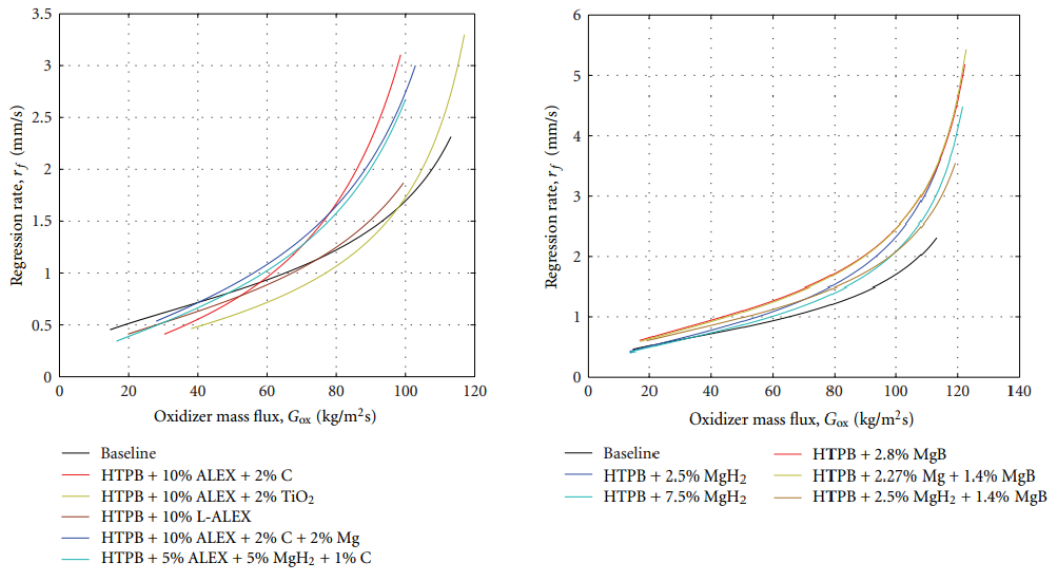 3.5
3
2.5
2
1.5
1
0.5
0
0
20
40
60
80
100
120
Regression rate, r_f (mm/s)
Oxidizer mass flux, G_ox (kg/m²s)
Baseline
HTPB + 10% ALEX + 2% C
HTPB + 10% ALEX + 2% TiO₂
HTPB + 10% L-ALEX
HTPB + 10% ALEX + 2% C + 2% Mg
HTPB + 5% ALEX + 5% MgH₂ + 1% C
6
5
4
3
2
1
0
0
20
40
60
80
100
120
140
Regression rate, r_f (mm/s)
Oxidizer mass flux, G_ox (kg/m²s)
Baseline
HTPB + 2.5% MgH₂
HTPB + 7.5% MgH₂
HTPB + 2.8% MgB
HTPB + 2.27% Mg + 1.4% MgB
HTPB + 2.5% MgH₂ + 1.4% MgB